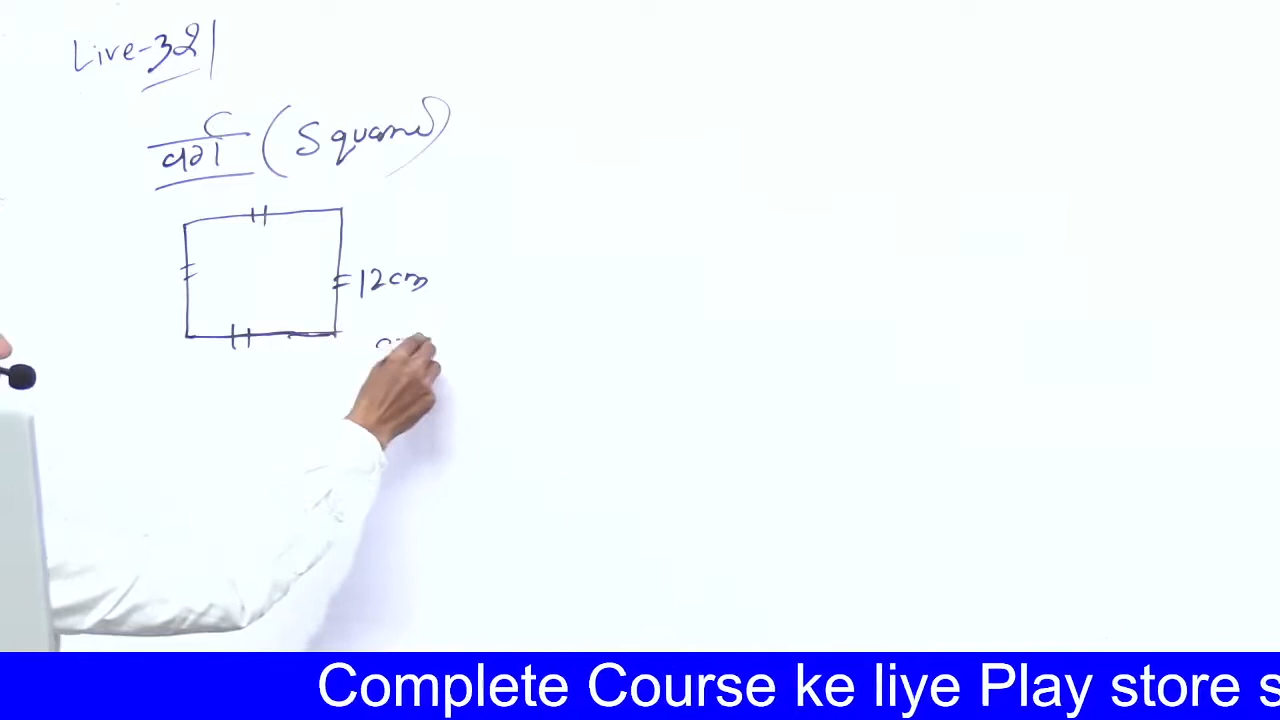 Live-321
वर्ग (Square)
12cm
Complete Course ke liye Play store s